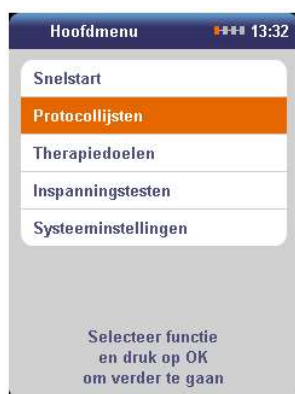 Hoofdmenu 13:32
Snelstart
Protocollijsten
Therapiedoelen
Inspanningstesten
Systeeminstellingen
Selecteer functie
en druk op OK
om verder te gaan